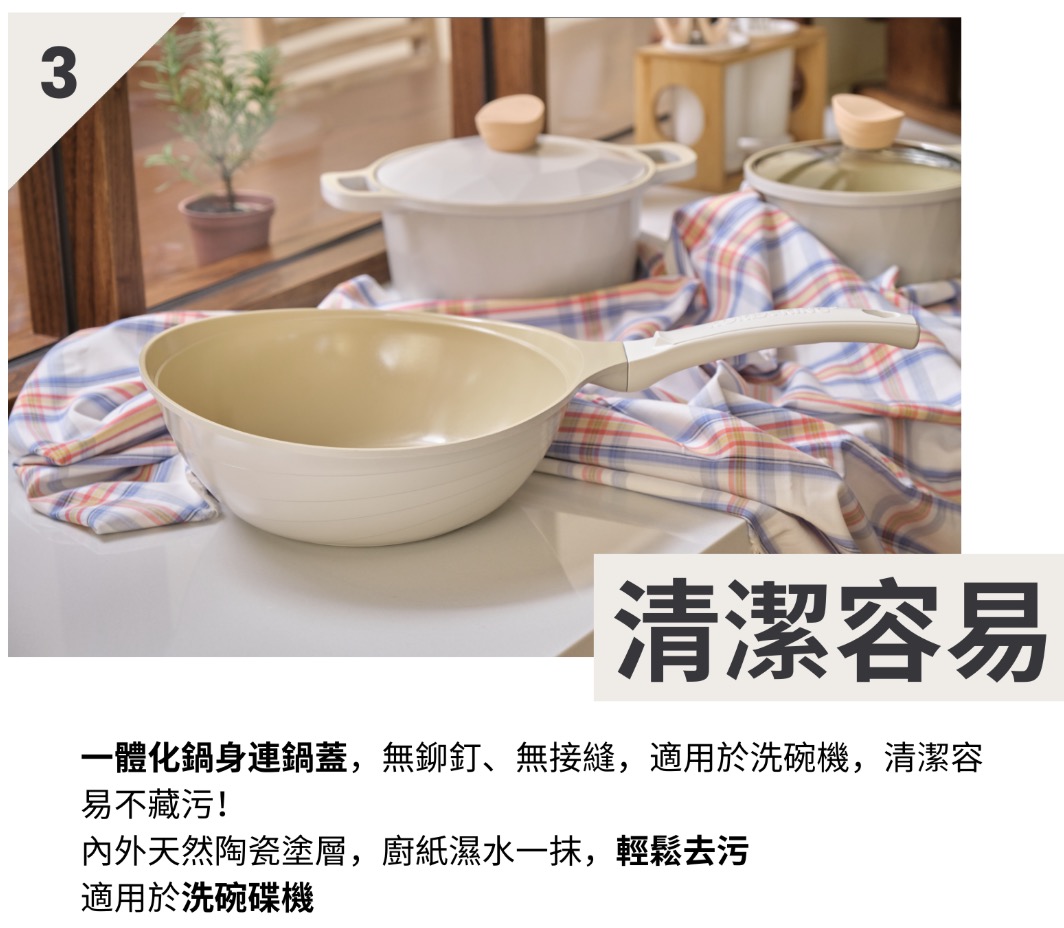 3
清潔容易
一體化鍋身連鍋蓋，無鉚釘、無接縫，適用於洗碗機，清潔容
易不藏污！
內外天然陶瓷塗層，廚紙濕水一抹，輕鬆去污
適用於洗碗碟機